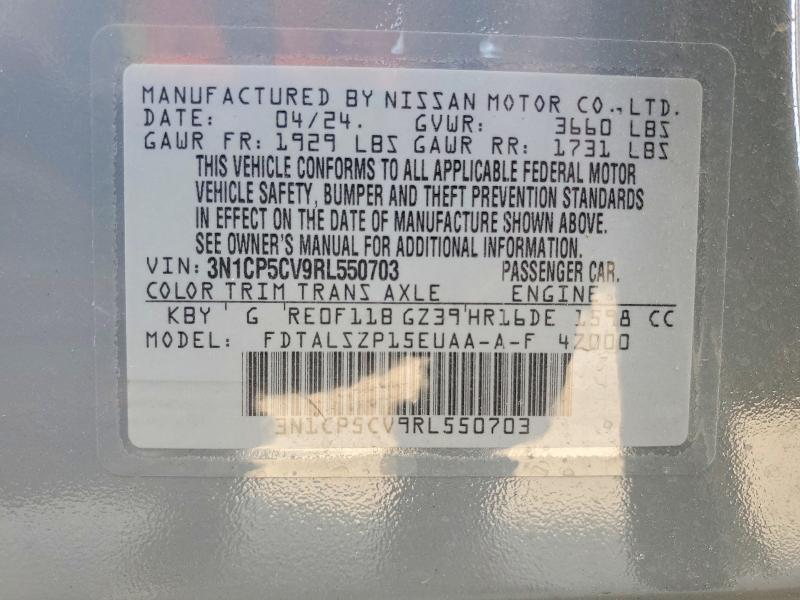 MANUFACTURED BY NISSAN MOTOR CO.,LTD.
DATE: 04/24. GVWR: 3660 LBS
GAWR FR: 1929 LBS GAWR RR: 1731 LBS
THIS VEHICLE CONFORMS TO ALL APPLICABLE FEDERAL MOTOR
VEHICLE SAFETY, BUMPER AND THEFT PREVENTION STANDARDS
IN EFFECT ON THE DATE OF MANUFACTURE SHOWN ABOVE.
SEE OWNER'S MANUAL FOR ADDITIONAL INFORMATION.
VIN: 3N1CP5CV9RL550703 PASSENGER CAR.
COLOR TRIM TRANS AXLE ENGINE
KBY G RE0F11B GZ39 HR16DE 1598 CC
MODEL: FDTALSZP15EUAA-A-F 4Z000
3N1CP5CV9RL550703